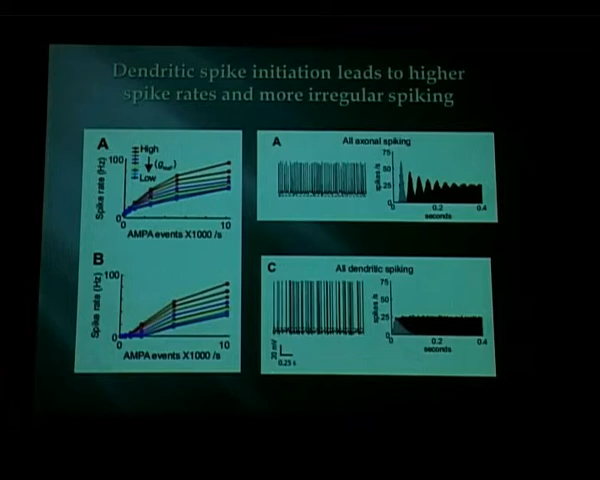 Dendritic spike initiation leads to higher
spike rates and more irregular spiking
A
High
Low
100
Spike rate (Hz)
0
0
10
AMPA events X1000 /s
B
100
Spike rate (Hz)
0
0
10
AMPA events X1000 /s
A
All axonal spiking
75
50
25
0
spikes /s
0
0.2
0.4
seconds
C
All dendritic spiking
75
50
25
0
spikes /s
0
0.2
0.4
seconds
20 mV
0.25 s